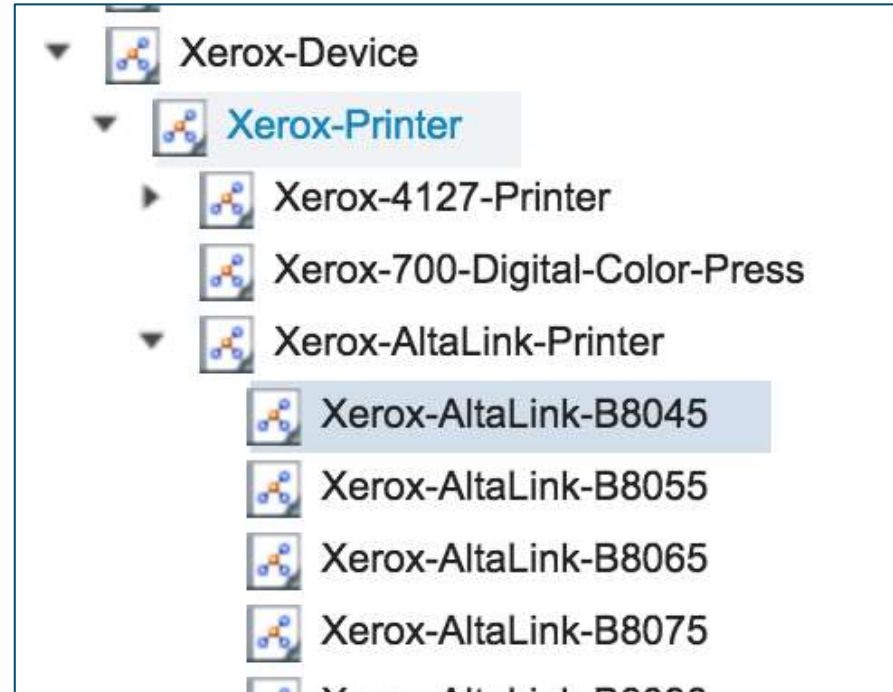 Xerox-Device
Xerox-Printer
Xerox-4127-Printer
Xerox-700-Digital-Color-Press
Xerox-AltaLink-Printer
Xerox-AltaLink-B8045
Xerox-AltaLink-B8055
Xerox-AltaLink-B8065
Xerox-AltaLink-B8075